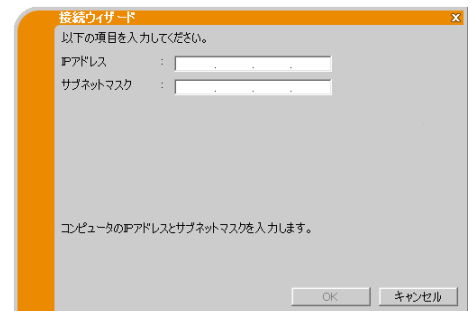 接続ウィザード
以下の項目を入力してください。
IPアドレス : . . .
サブネットマスク : . . .
コンピュータのIPアドレスとサブネットマスクを入力します。
OK キャンセル